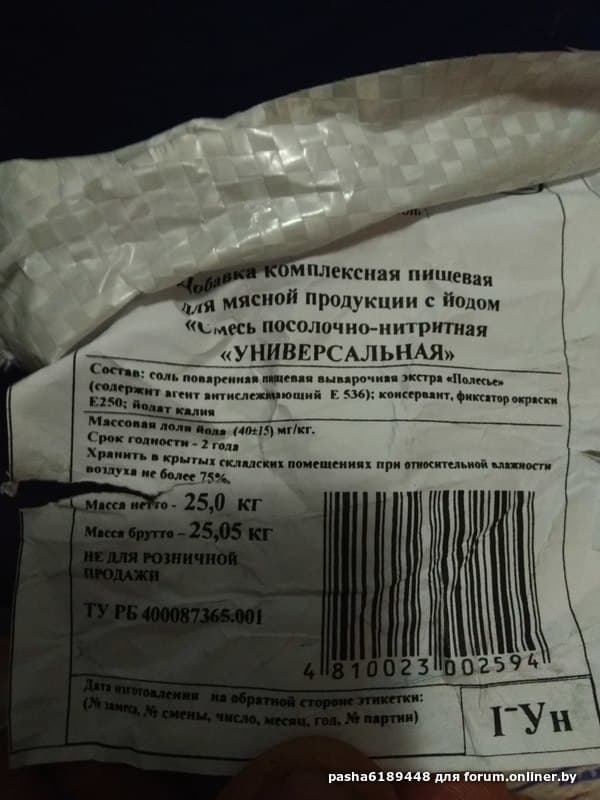 Добавка комплексная пищевая
для мясной продукции с йодом
«Смесь посолочно-нитритная
«УНИВЕРСАЛЬНАЯ»
Состав: соль поваренная пищевая выварочная экстра «Полесье»
(содержит агент антислеживающий Е 536); консервант, фиксатор окраски
Е250; йодат калия
Массовая доля йода (40±15) мг/кг.
Срок годности - 2 года
Хранить в крытых складских помещениях при относительной влажности
воздуха не более 75%.
Масса нетто - 25,0 кг
Масса брутто – 25,05 кг
НЕ ДЛЯ РОЗНИЧНОЙ
ПРОДАЖИ
ТУ РБ 400087365.001
4 810023 002594
Дата изготовления на обратной стороне этикетки:
(№ замеса, № смены, число, месяц, год, № партии)
I⁻Ун
pasha6189448 для forum.onliner.by